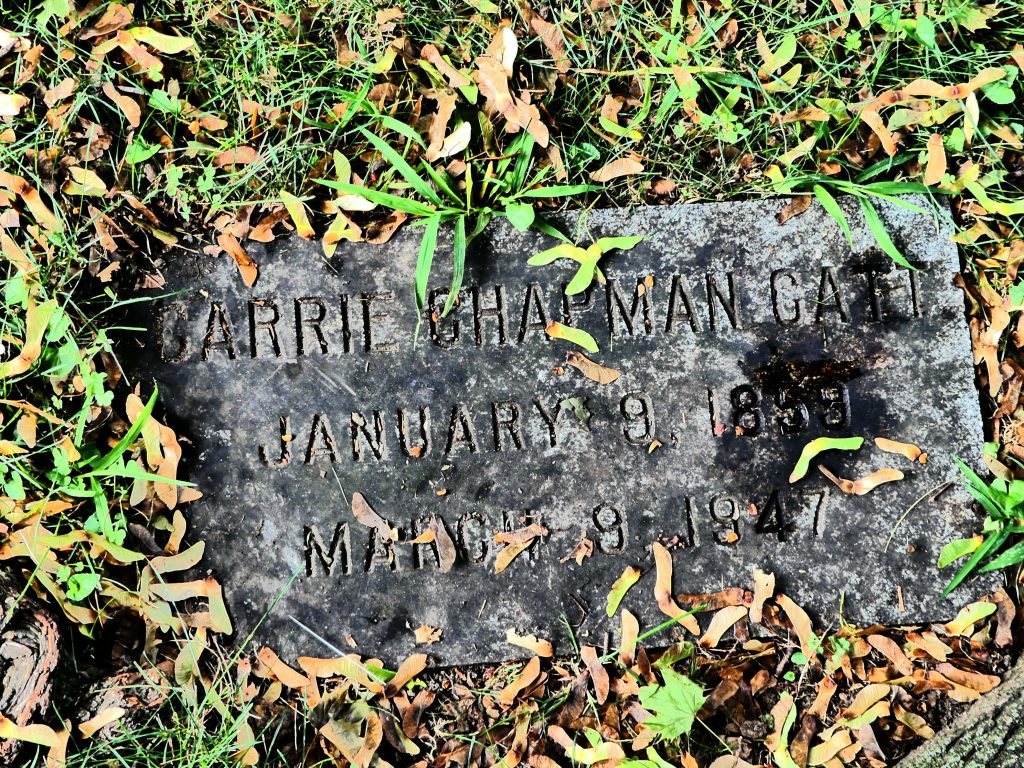 CARRIE CHAPMAN CATT
JANUARY 9, 1859
MARCH 9, 1947